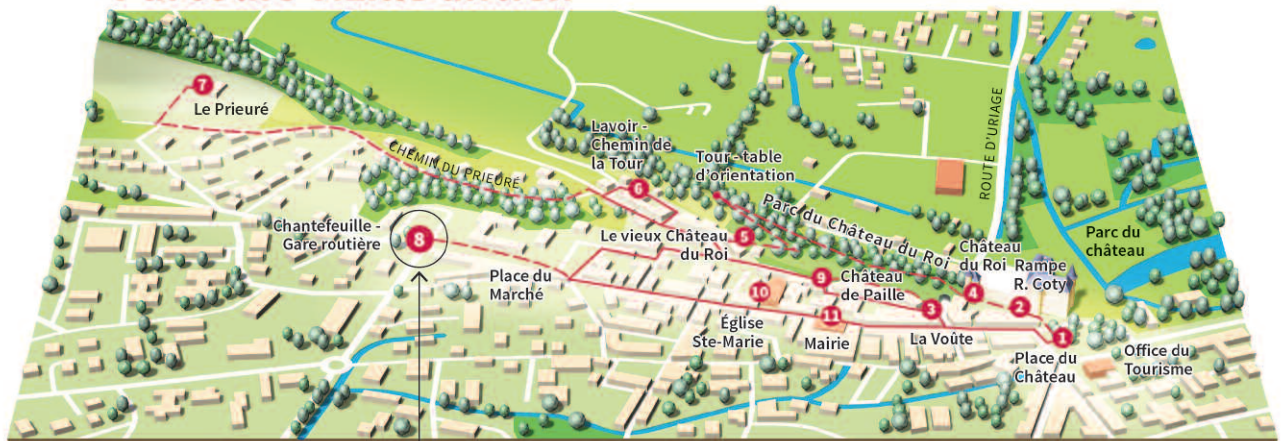 7
Le Prieuré
CHEMIN DU PRIEURÉ
Lavoir -
Chemin de
la Tour
6
Tour - table
d'orientation
Parc du Château du Roi
ROUTE D'URIAGE
Parc du
château
Chantefeuille -
Gare routière
8
Place du
Marché
Le vieux Château
du Roi
5
9
Château
de Paille
10
Église
Ste-Marie
11
Mairie
3
La Voûte
4
Château
du Roi
Rampe
R. Coty
2
1
Place du
Château
Office du
Tourisme